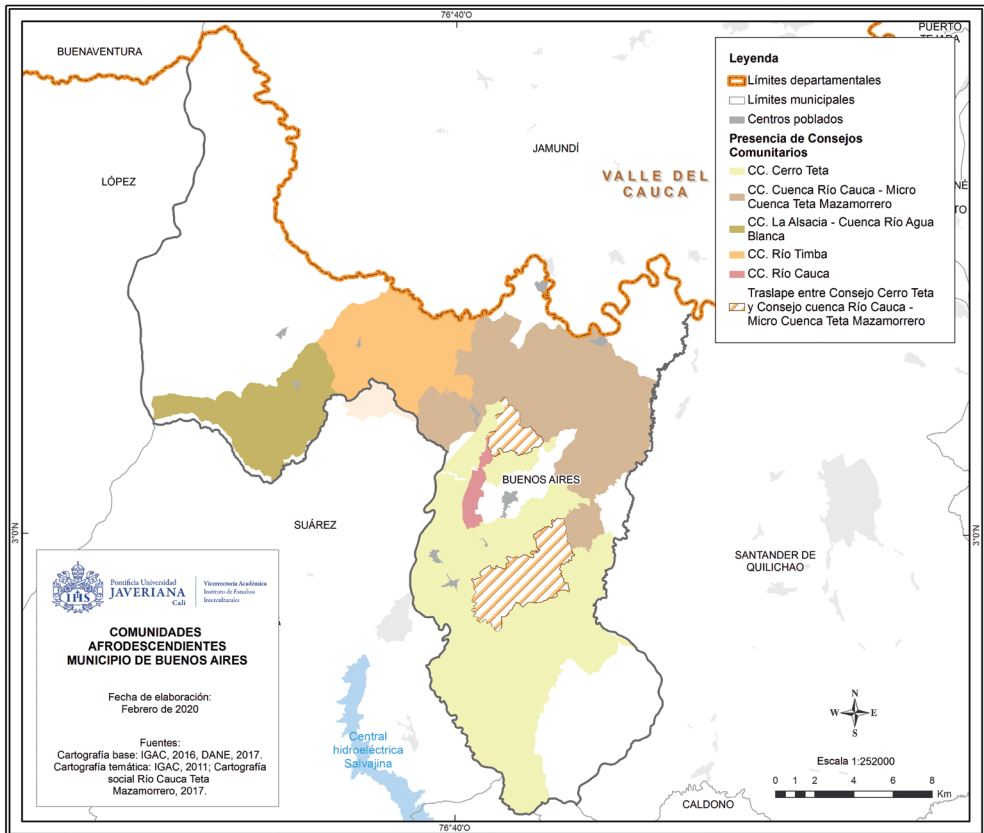 76°40'O
BUENAVENTURA
PUERTO
TEJADA
LÓPEZ
JAMUNDÍ
VALLE DEL
CAUCA
Leyenda
Límites departamentales
Límites municipales
Centros poblados
Presencia de Consejos
Comunitarios
CC. Cerro Teta
CC. Cuenca Río Cauca - Micro
Cuenca Teta Mazamorrero
CC. La Alsacia - Cuenca Río Agua
Blanca
CC. Río Timba
CC. Río Cauca
Traslape entre Consejo Cerro Teta
y Consejo cuenca Río Cauca -
Micro Cuenca Teta Mazamorrero
NÉ
TO
BUENOS AIRES
SUÁREZ
3°0'N
3°0'N
SANTANDER DE
QUILICHAO
Pontificia Universidad
JAVERIANA
Cali
Vicerrectoría Académica
Instituto de Estudios
Interculturales
COMUNIDADES
AFRODESCENDIENTES
MUNICIPIO DE BUENOS AIRES
Fecha de elaboración:
Febrero de 2020
Fuentes:
Cartografía base: IGAC, 2016, DANE, 2017.
Cartografía temática: IGAC, 2011; Cartografía
social Río Cauca Teta
Mazamorrero, 2017.
Central
hidroeléctrica
Salvajina
N
W E
S
Escala 1:252000
0 1 2 4 6 8
Km
CALDONO
76°40'O